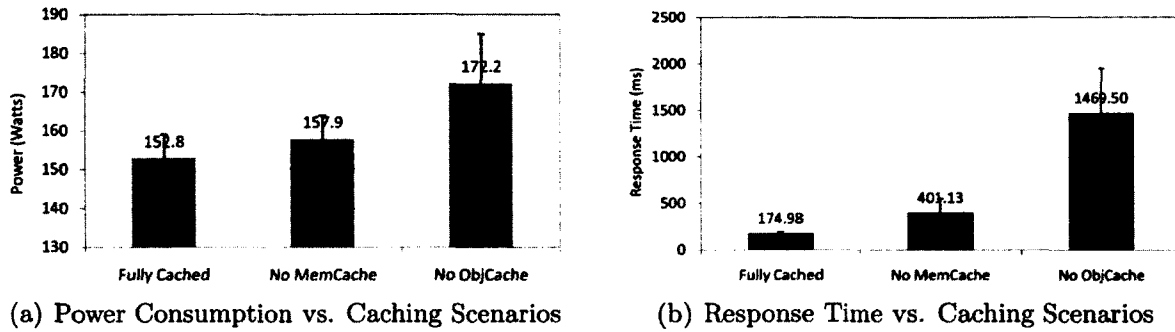 190
180
170
160
150
140
130
Power (Watts)
152.8
157.9
172.2
Fully Cached
No MemCache
No ObjCache
(a) Power Consumption vs. Caching Scenarios
2500
2000
1500
1000
500
0
Response Time (ms)
174.98
401.13
1469.50
Fully Cached
No MemCache
No ObjCache
(b) Response Time vs. Caching Scenarios